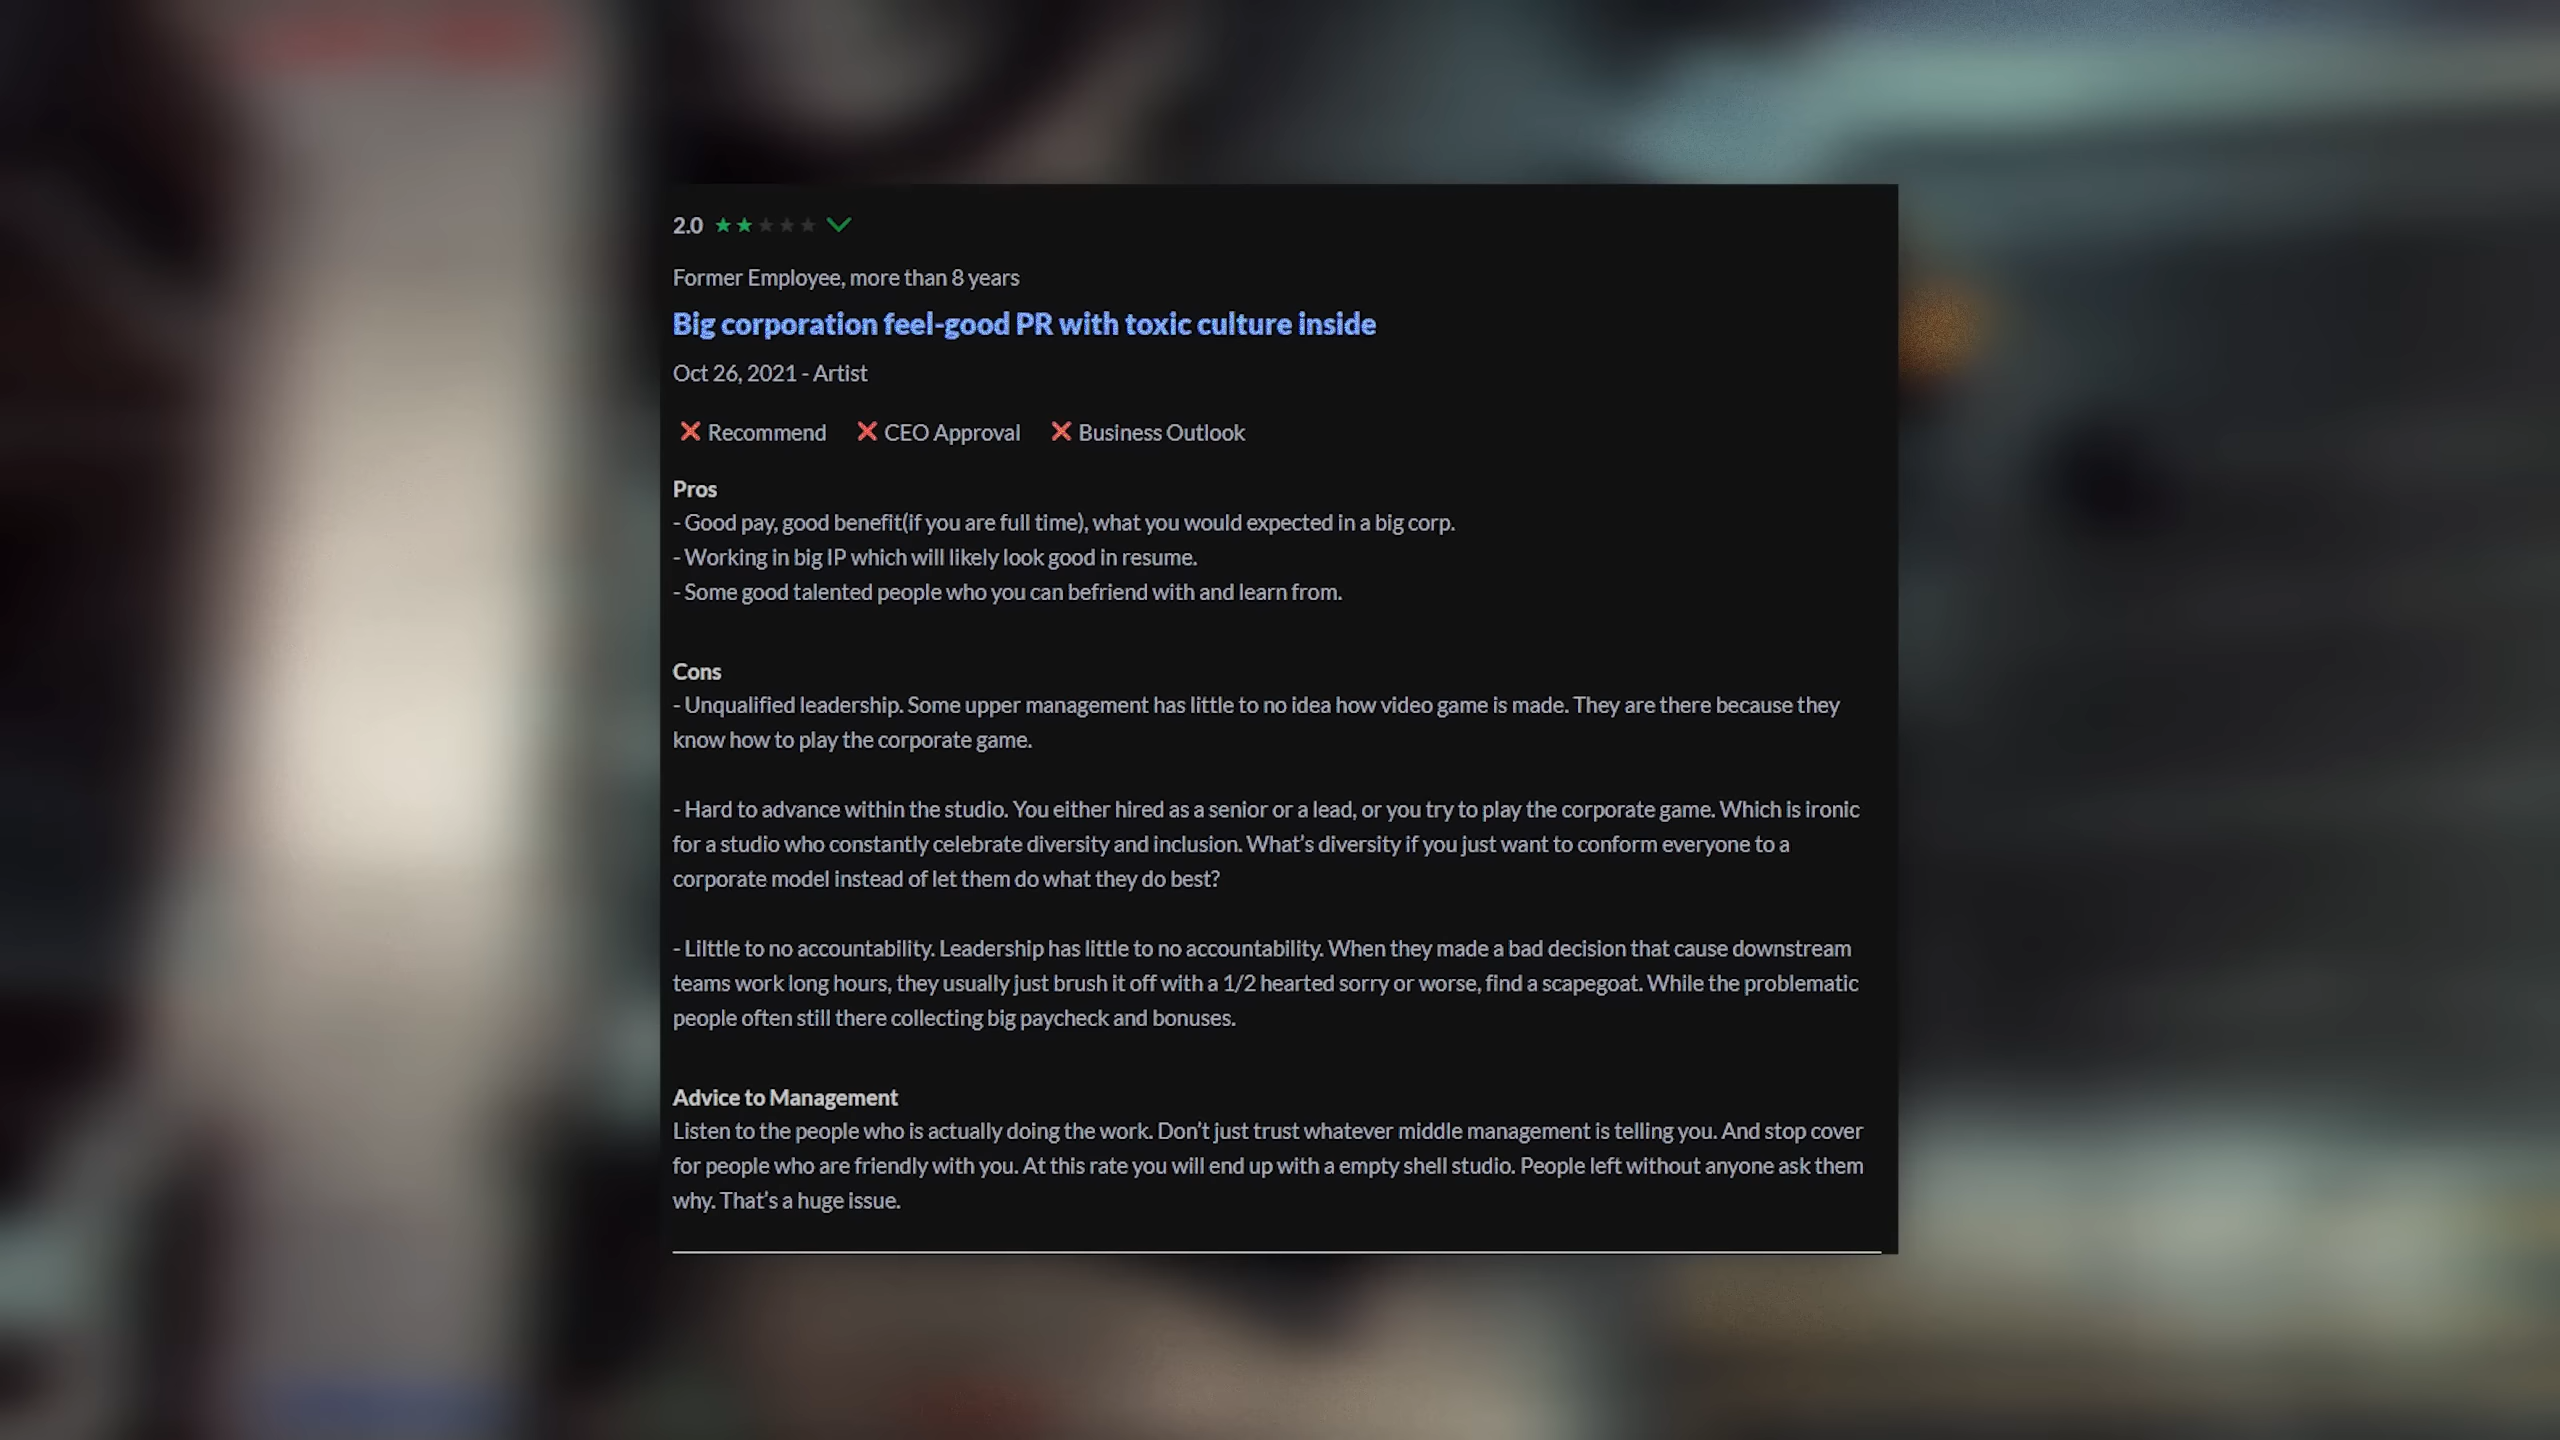 2.0
Former Employee, more than 8 years
Big corporation feel-good PR with toxic culture inside
Oct 26, 2021 - Artist
Recommend CEO Approval Business Outlook
Pros
- Good pay, good benefit(if you are full time), what you would expected in a big corp.
- Working in big IP which will likely look good in resume.
- Some good talented people who you can befriend with and learn from.
Cons
- Unqualified leadership. Some upper management has little to no idea how video game is made. They are there because they
know how to play the corporate game.
- Hard to advance within the studio. You either hired as a senior or a lead, or you try to play the corporate game. Which is ironic
for a studio who constantly celebrate diversity and inclusion. What's diversity if you just want to conform everyone to a
corporate model instead of let them do what they do best?
- Lilttle to no accountability. Leadership has little to no accountability. When they made a bad decision that cause downstream
teams work long hours, they usually just brush it off with a 1/2 hearted sorry or worse, find a scapegoat. While the problematic
people often still there collecting big paycheck and bonuses.
Advice to Management
Listen to the people who is actually doing the work. Don't just trust whatever middle management is telling you. And stop cover
for people who are friendly with you. At this rate you will end up with a empty shell studio. People left without anyone ask them
why. That's a huge issue.